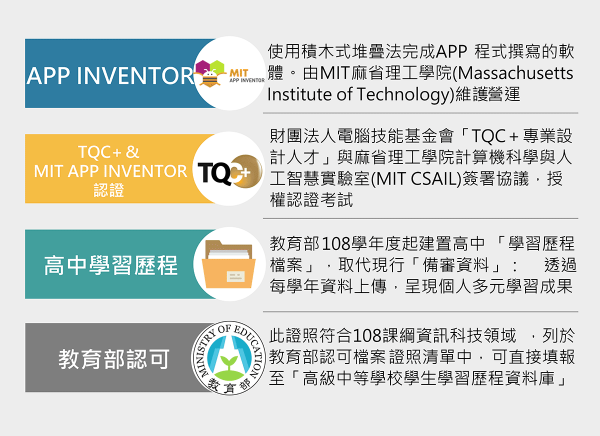 APP INVENTOR
MIT
APP INVENTOR
使用積木式堆疊法完成APP 程式撰寫的軟
體。由MIT麻省理工學院(Massachusetts
Institute of Technology)維護營運
TQC+ &
MIT APP INVENTOR
認證
TQC+
財團法人電腦技能基金會「TQC+專業設
計人才」與麻省理工學院計算機科學與人
工智慧實驗室(MIT CSAIL)簽署協議，授
權認證考試
高中學習歷程
教育部108學年度起建置高中「學習歷程
檔案」，取代現行「備審資料」： 透過
每學年資料上傳，呈現個人多元學習成果
教育部認可
MINISTRY OF EDUCATION
教育部
此證照符合108課綱資訊科技領域 ，列於
教育部認可檔案 證照清單中，可直接填報
至「高級中等學校學生學習歷程資料庫」